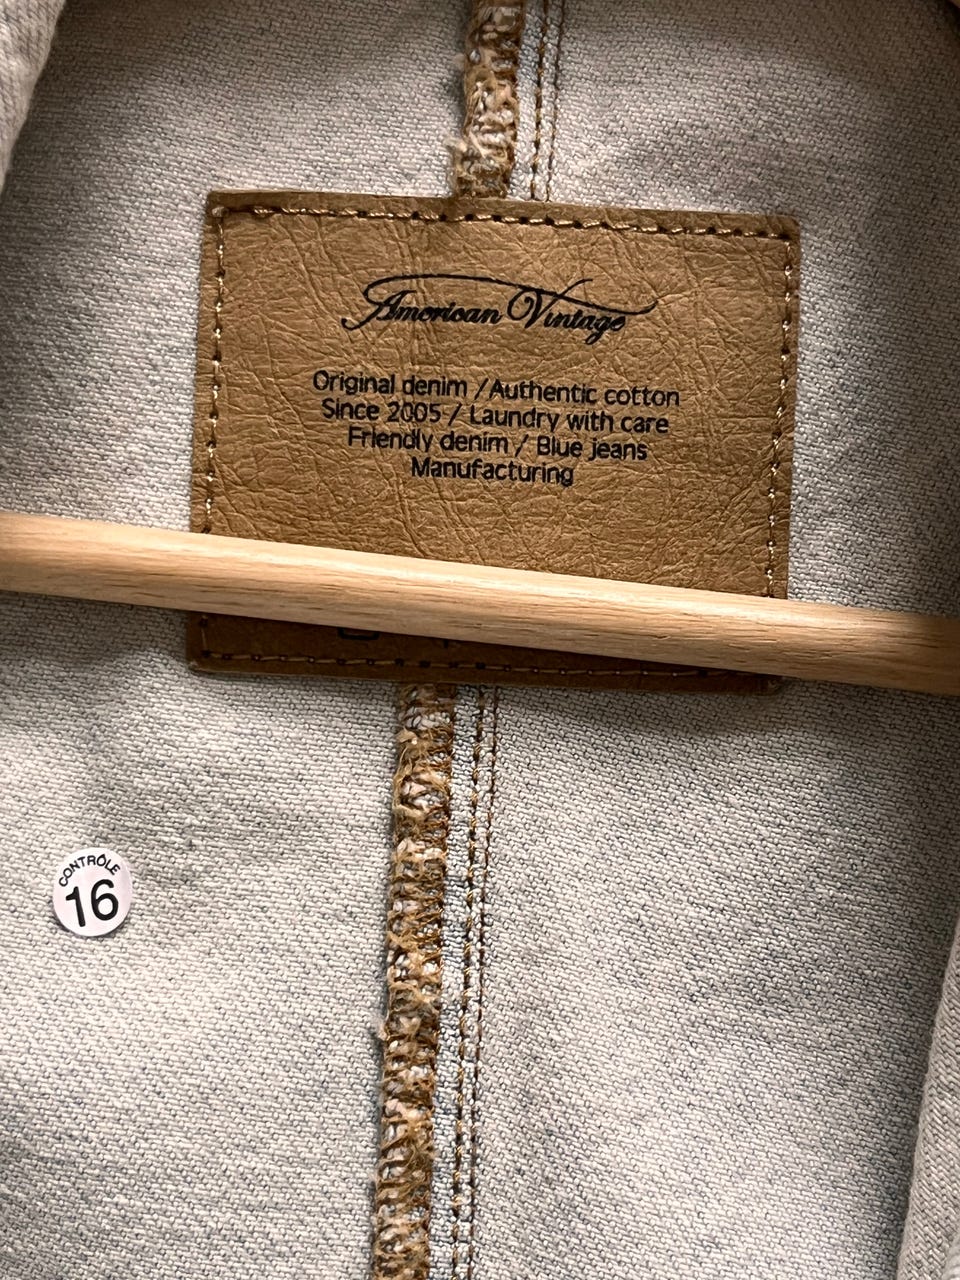 American Vintage
Original denim / Authentic cotton
Since 2005 / Laundry with care
Friendly denim / Blue jeans
Manufacturing
CONTRÔLE
16